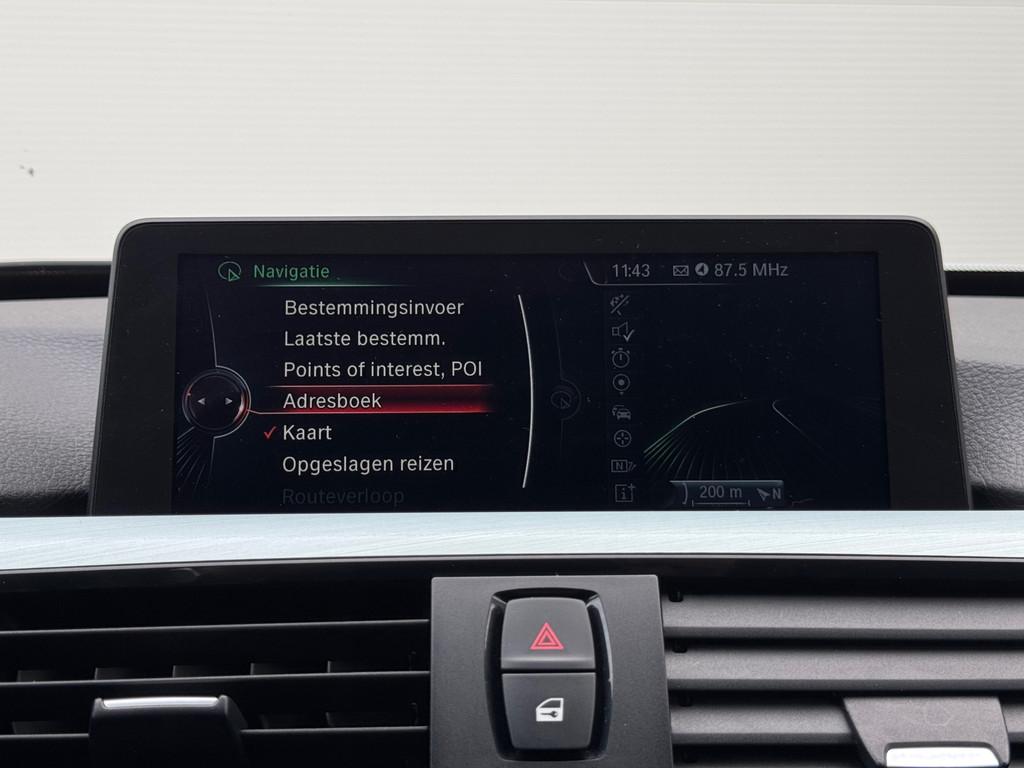 Navigatie
11:43 87.5 MHz
Bestemmingsinvoer
Laatste bestemm.
Points of interest, POI
Adresboek
✓ Kaart
Opgeslagen reizen
Routeverloop
N
200 m N